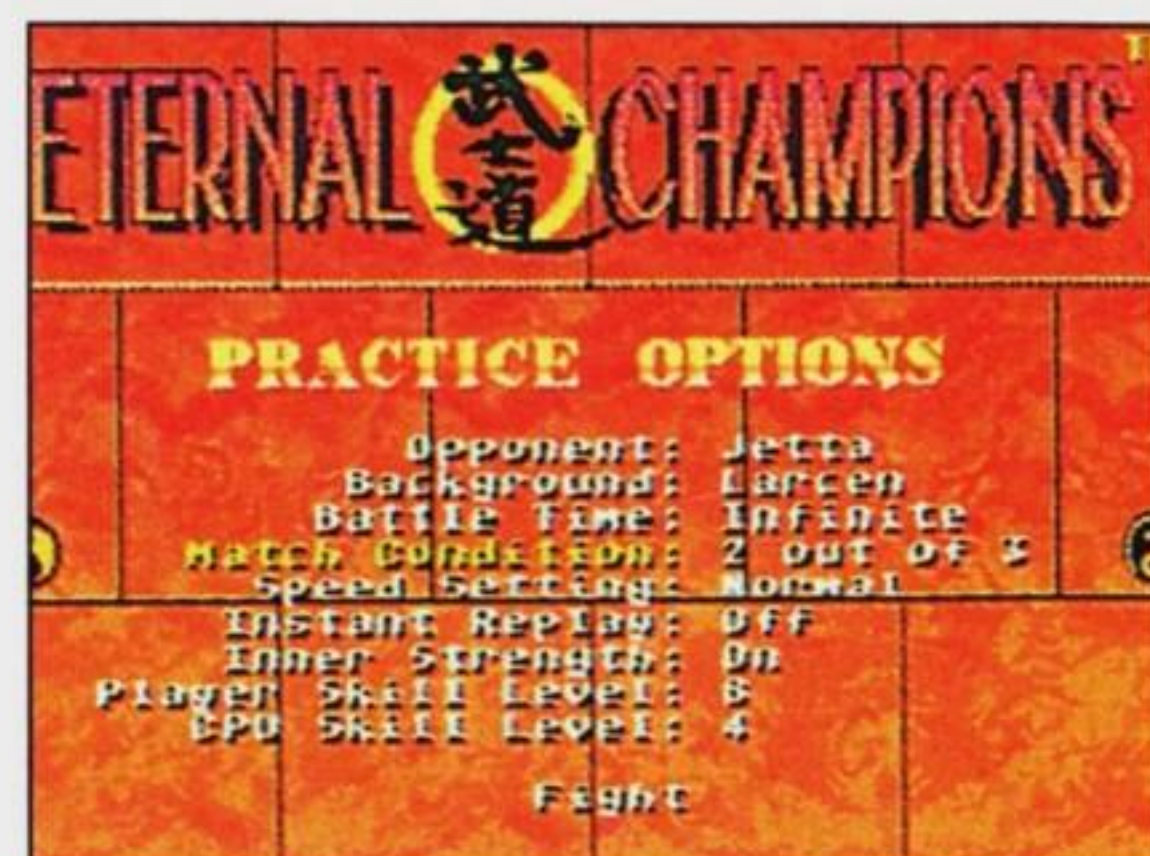 ETERNAL 武士道 CHAMPIONS
PRACTICE OPTIONS
Opponent: Jetta
Background: Larcen
Battle Time: Infinite
Match Condition: 2 out of 3
Speed Setting: Normal
Instant Replay: Off
Inner Strength: On
Player Skill Level:
CPU Skill Level: 4
Fight